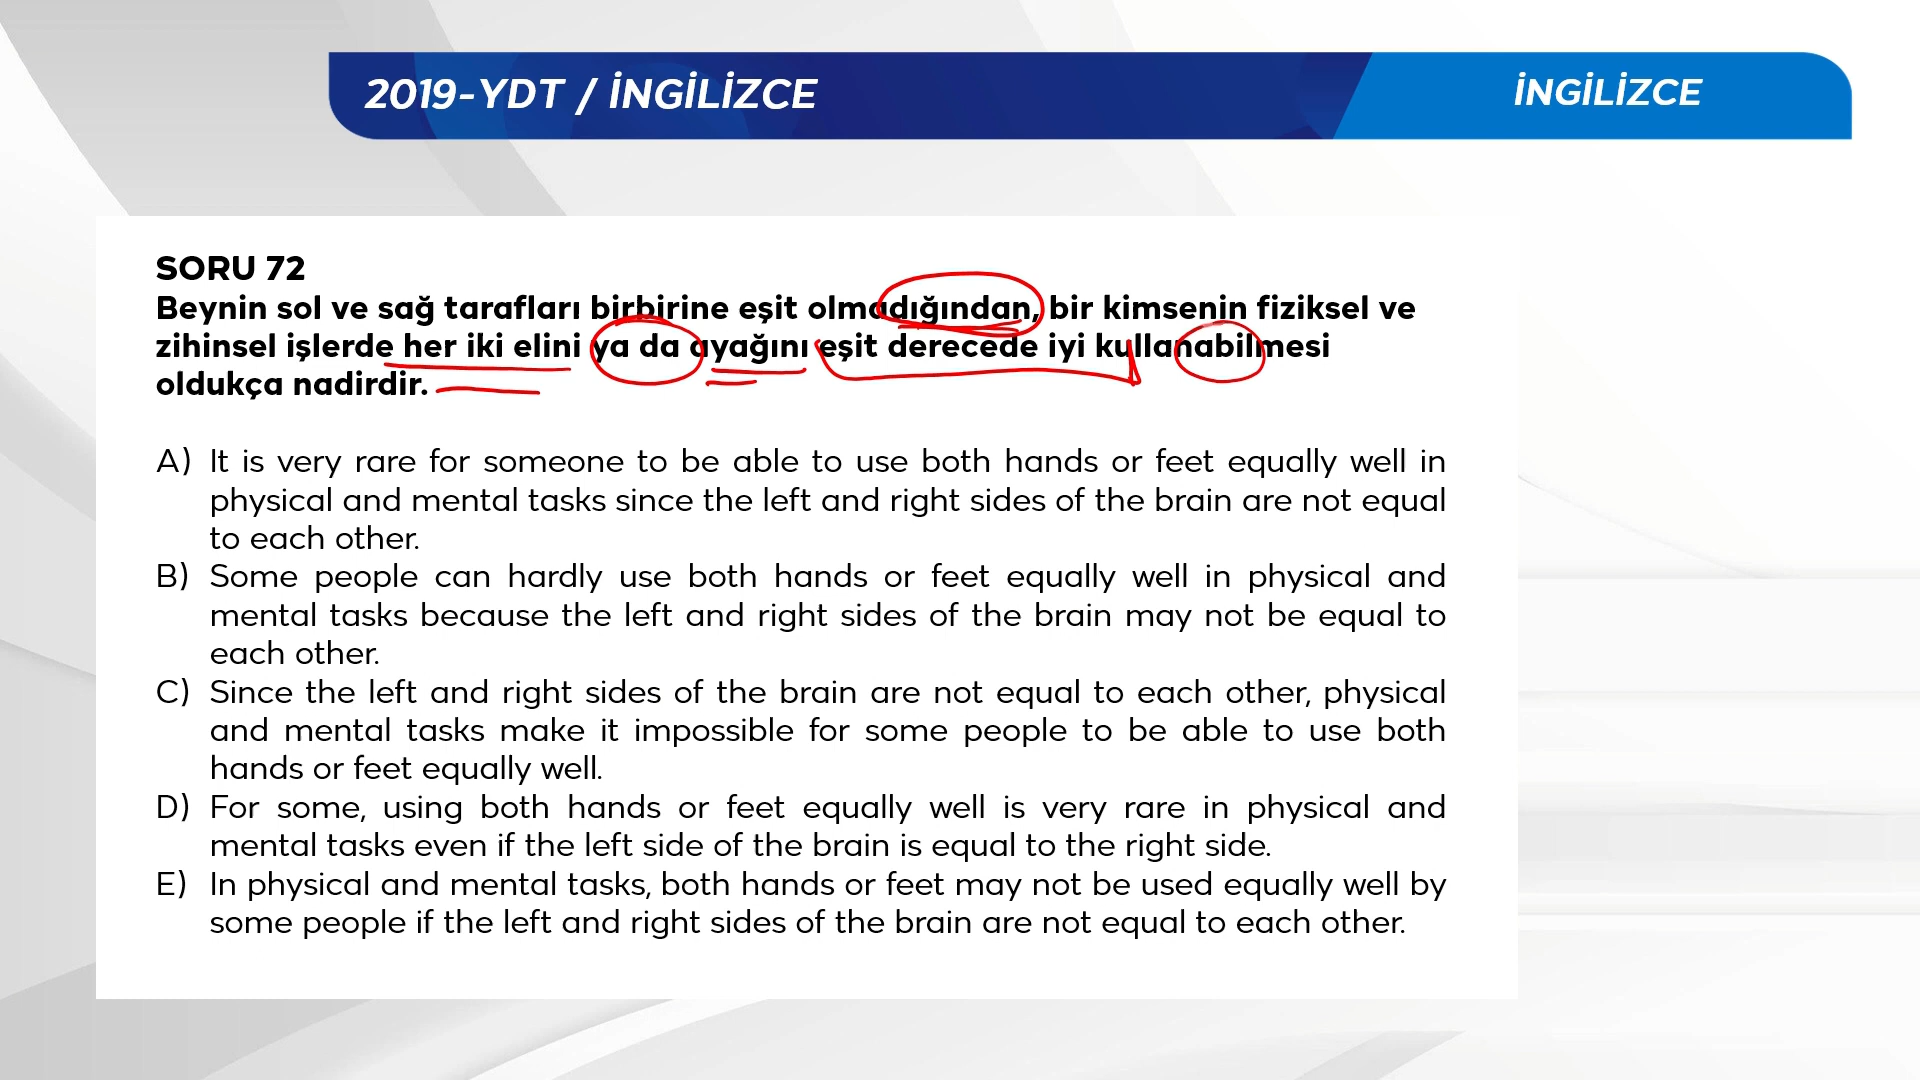 2019-YDT / İNGİLİZCE
İNGİLİZCE
SORU 72
Beynin sol ve sağ tarafları birbirine eşit olmadığından, bir kimsenin fiziksel ve
zihinsel işlerde her iki elini ya da ayağını eşit derecede iyi kullanabilmesi
oldukça nadirdir.
A) It is very rare for someone to be able to use both hands or feet equally well in
physical and mental tasks since the left and right sides of the brain are not equal
to each other.
B) Some people can hardly use both hands or feet equally well in physical and
mental tasks because the left and right sides of the brain may not be equal to
each other.
C) Since the left and right sides of the brain are not equal to each other, physical
and mental tasks make it impossible for some people to be able to use both
hands or feet equally well.
D) For some, using both hands or feet equally well is very rare in physical and
mental tasks even if the left side of the brain is equal to the right side.
E) In physical and mental tasks, both hands or feet may not be used equally well by
some people if the left and right sides of the brain are not equal to each other.